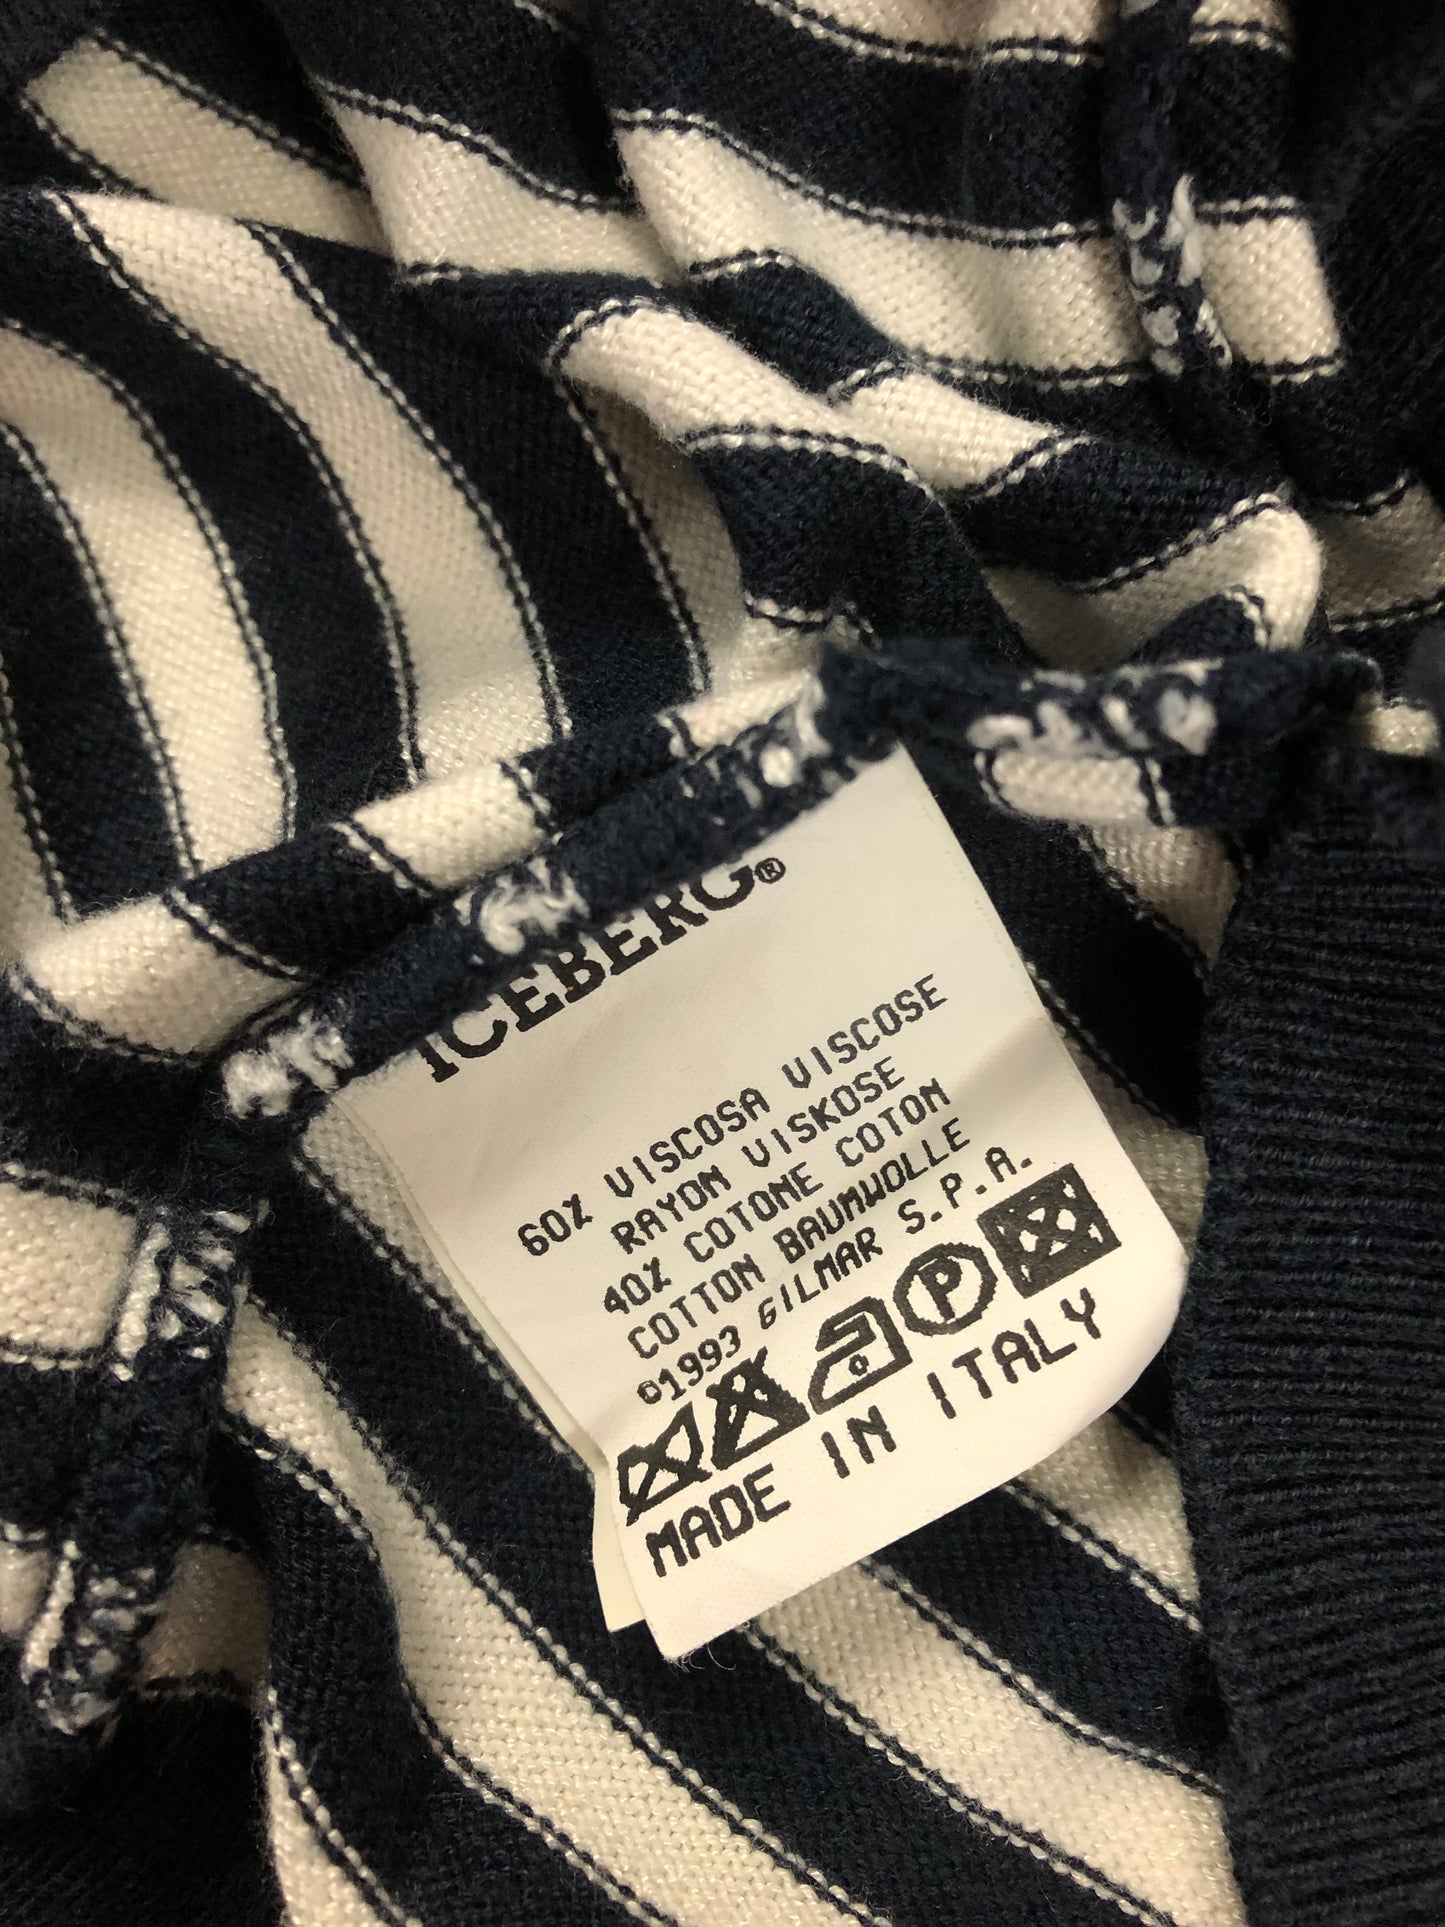 ICEBERG®
60% VISCOSA VISCOSE
RAYON VISKOSE
40% COTONE COTON
COTTON BAUMWOLLE
©1993 GILMAR S.P.A.
P
MADE IN ITALY